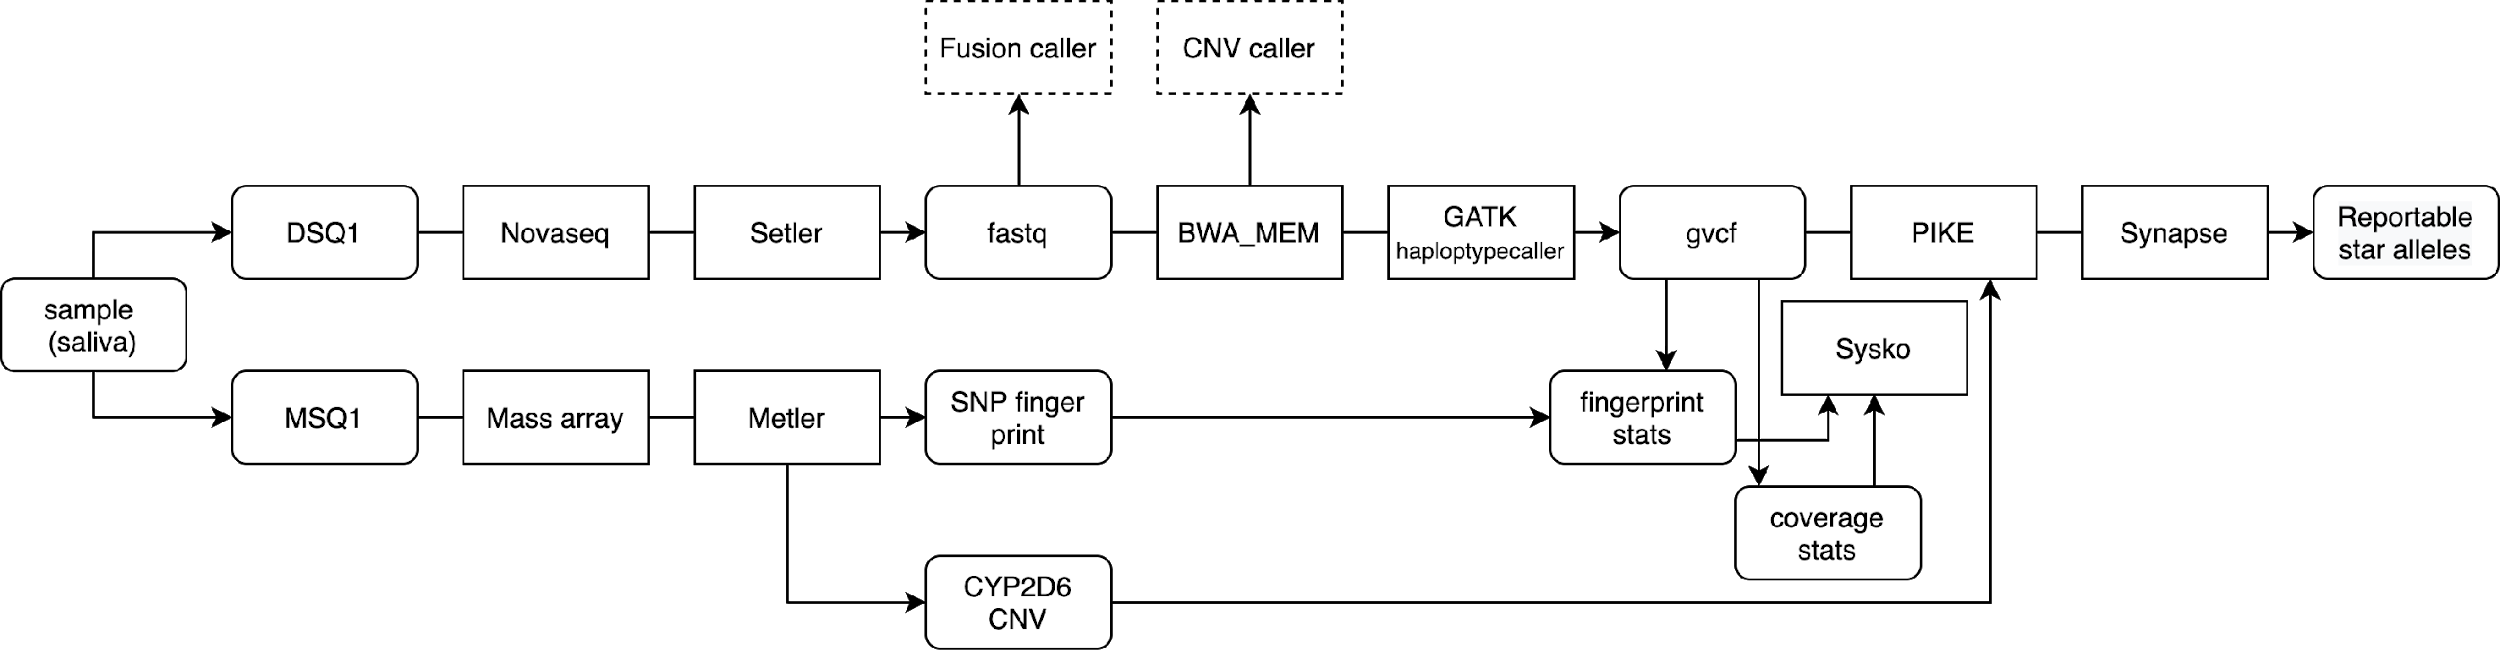 Fusion caller
CNV caller
DSQ1
Novaseq
Setler
fastq
BWA_MEM
GATK
haploptypecaller
gvcf
PIKE
Synapse
Reportable
star alleles
sample
(saliva)
Sysko
MSQ1
Mass array
Metler
SNP finger
print
fingerprint
stats
coverage
stats
CYP2D6
CNV